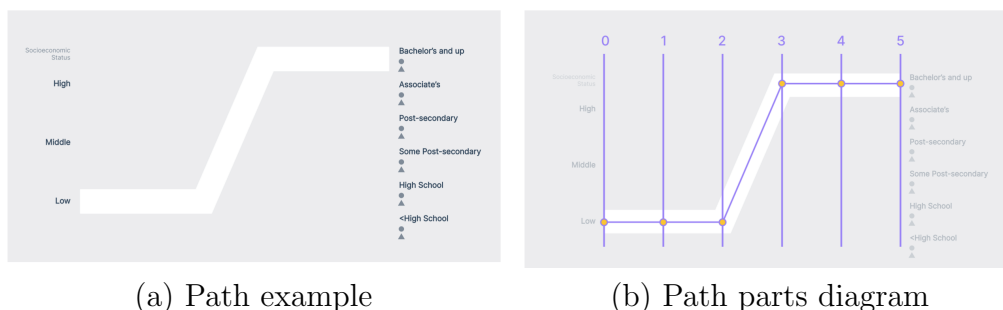 Socioeconomic
Status
High
Middle
Low
Bachelor's and up
Associate's
Post-secondary
Some Post-secondary
High School
<High School
(a) Path example
0 1 2 3 4 5
Socioeconomic
Status
High
Middle
Low
Bachelor's and up
Associate's
Post-secondary
Some Post-secondary
High School
<High School
(b) Path parts diagram